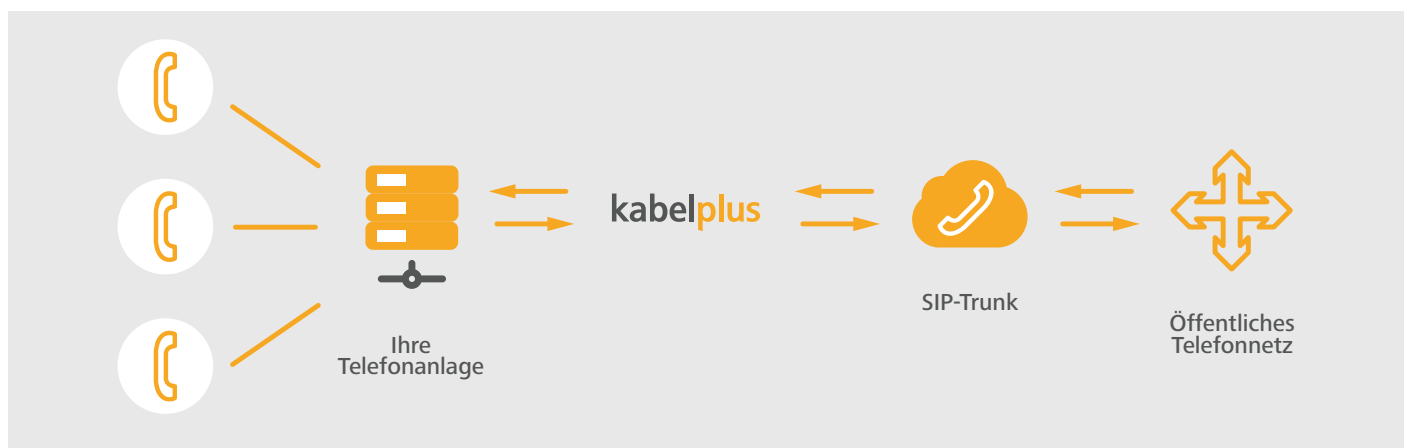 kabelplus
SIP-Trunk
Ihre
Telefonanlage
Öffentliches
Telefonnetz